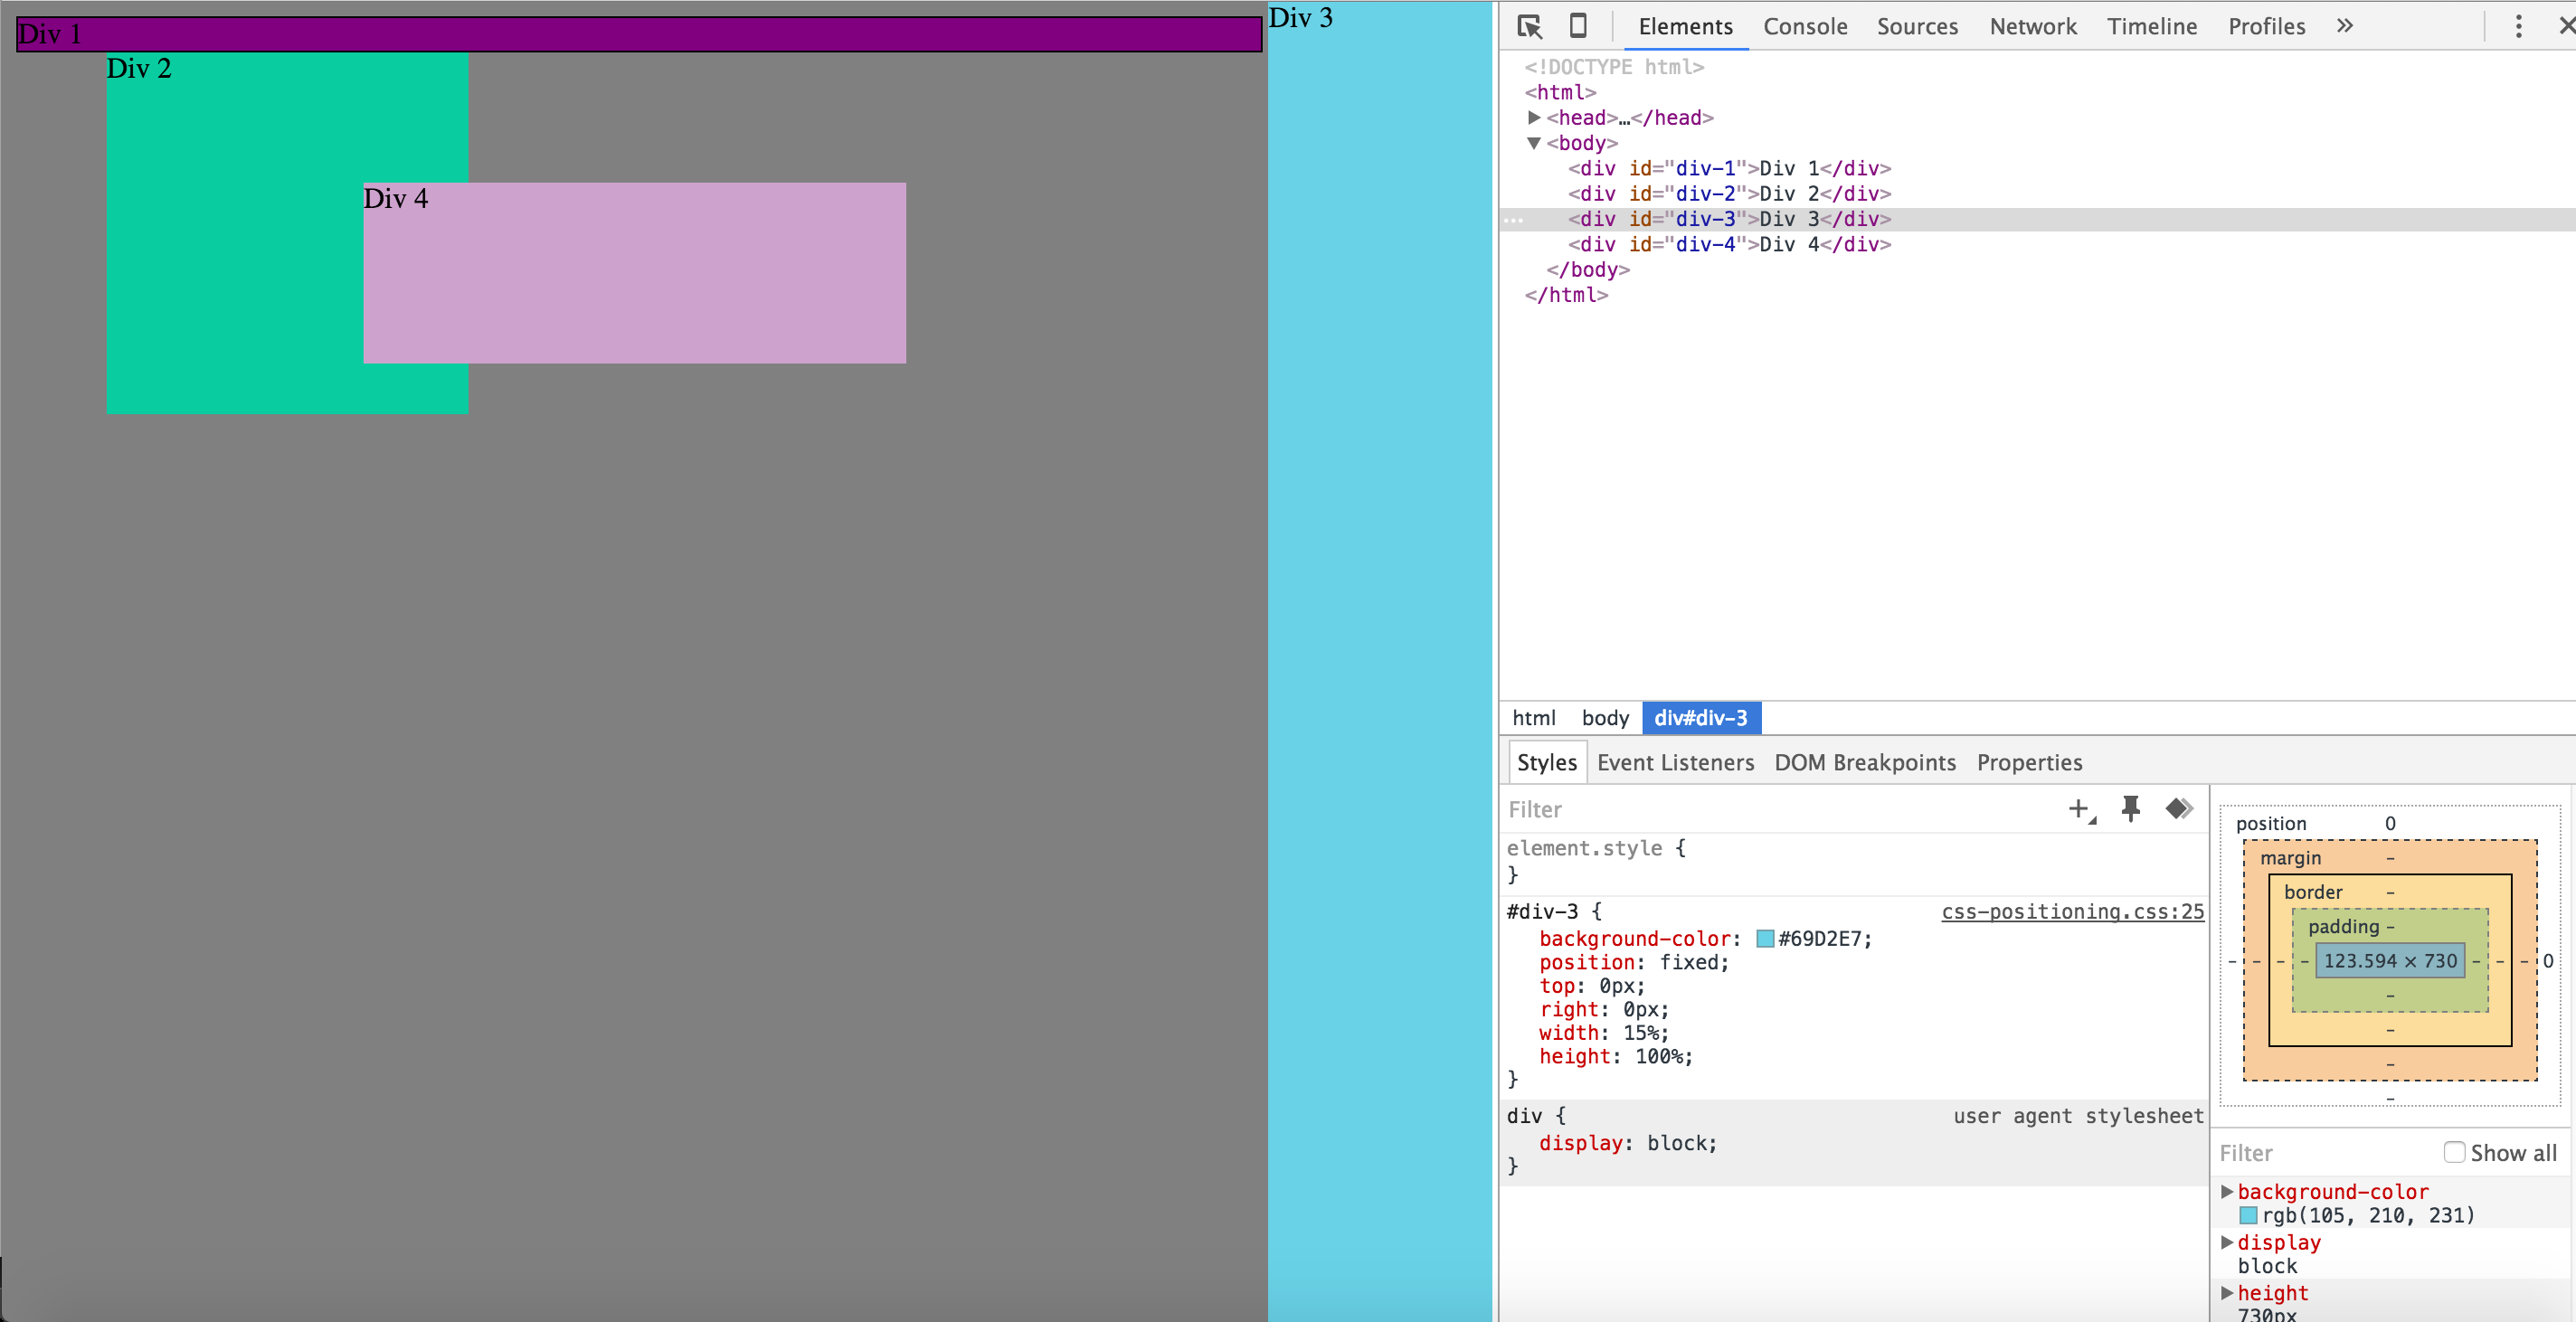 Div 1
Div 2
Div 3
Div 4
Elements Console Sources Network Timeline Profiles »
<!DOCTYPE html>
<html>
<head>…</head>
<body>
<div id="div-1">Div 1</div>
<div id="div-2">Div 2</div>
<div id="div-3">Div 3</div>
<div id="div-4">Div 4</div>
</body>
</html>
html body div#div-3
Styles Event Listeners DOM Breakpoints Properties
Filter
element.style {
}
#div-3 { css-positioning.css:25
background-color: #69D2E7;
position: fixed;
top: 0px;
right: 0px;
width: 15%;
height: 100%;
}
div { user agent stylesheet
display: block;
}
position 0
margin -
border -
padding -
- - - - 123.594 × 730 - - - 0
-
-
-
-
Filter Show all
background-color
rgb(105, 210, 231)
display
block
height
730px